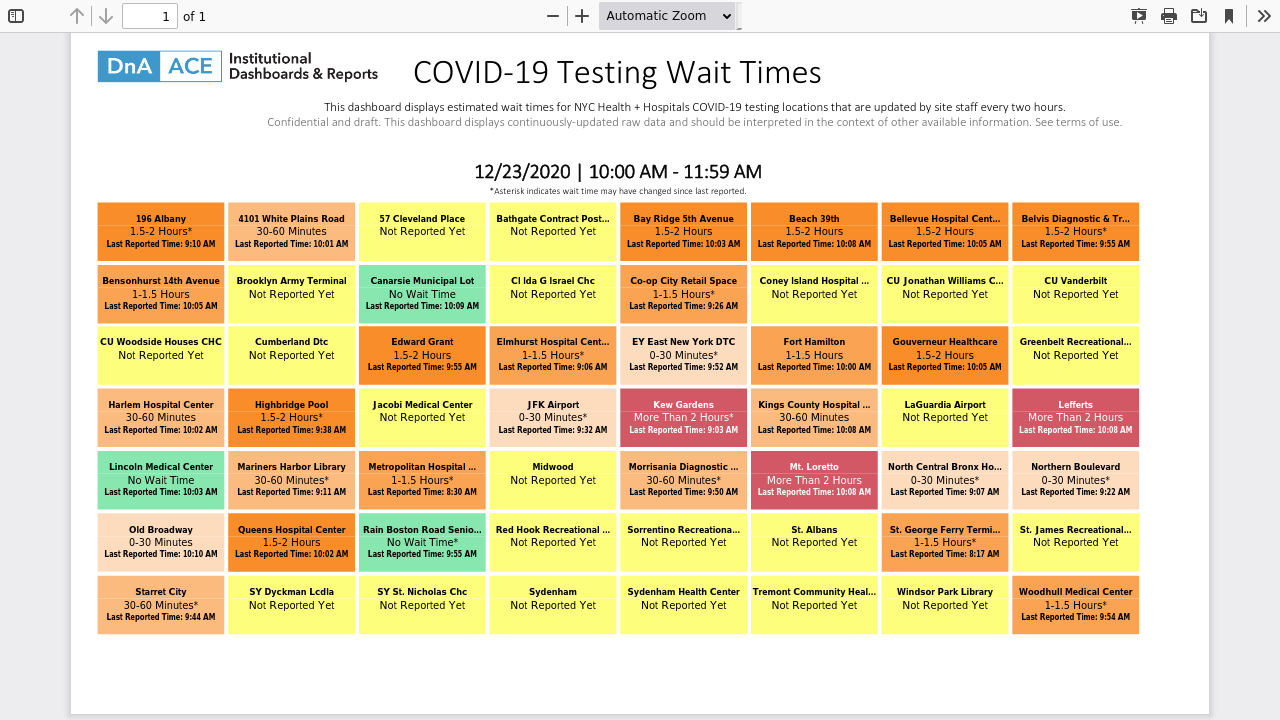 1 of 1 Automatic Zoom
DnA ACE Institutional Dashboards & Reports
COVID-19 Testing Wait Times
This dashboard displays estimated wait times for NYC Health + Hospitals COVID-19 testing locations that are updated by site staff every two hours.
Confidential and draft. This dashboard displays continuously-updated raw data and should be interpreted in the context of other available information. See terms of use.
12/23/2020 | 10:00 AM - 11:59 AM
*Asterisk indicates wait time may have changed since last reported.
196 Albany
1.5-2 Hours*
Last Reported Time: 9:10 AM
4101 White Plains Road
30-60 Minutes
Last Reported Time: 10:01 AM
57 Cleveland Place
Not Reported Yet
Bathgate Contract Post...
Not Reported Yet
Bay Ridge 5th Avenue
1.5-2 Hours
Last Reported Time: 10:03 AM
Beach 39th
1.5-2 Hours
Last Reported Time: 10:08 AM
Bellevue Hospital Cent...
1.5-2 Hours
Last Reported Time: 10:05 AM
Belvis Diagnostic & Tr...
1.5-2 Hours*
Last Reported Time: 9:55 AM
Bensonhurst 14th Avenue
1-1.5 Hours
Last Reported Time: 10:05 AM
Brooklyn Army Terminal
Not Reported Yet
Canarsie Municipal Lot
No Wait Time
Last Reported Time: 10:09 AM
Cl Ida G Israel Chc
Not Reported Yet
Co-op City Retail Space
1-1.5 Hours*
Last Reported Time: 9:26 AM
Coney Island Hospital ...
Not Reported Yet
CU Jonathan Williams C...
Not Reported Yet
CU Vanderbilt
Not Reported Yet
CU Woodside Houses CHC
Not Reported Yet
Cumberland Dtc
Not Reported Yet
Edward Grant
1.5-2 Hours
Last Reported Time: 9:55 AM
Elmhurst Hospital Cent...
1-1.5 Hours*
Last Reported Time: 9:06 AM
EY East New York DTC
0-30 Minutes*
Last Reported Time: 9:52 AM
Fort Hamilton
1-1.5 Hours
Last Reported Time: 10:00 AM
Gouverneur Healthcare
1.5-2 Hours
Last Reported Time: 10:05 AM
Greenbelt Recreational...
Not Reported Yet
Harlem Hospital Center
30-60 Minutes
Last Reported Time: 10:02 AM
Highbridge Pool
1.5-2 Hours*
Last Reported Time: 9:38 AM
Jacobi Medical Center
Not Reported Yet
JFK Airport
0-30 Minutes*
Last Reported Time: 9:32 AM
Kew Gardens
More Than 2 Hours*
Last Reported Time: 9:03 AM
Kings County Hospital ...
30-60 Minutes
Last Reported Time: 10:08 AM
LaGuardia Airport
Not Reported Yet
Lefferts
More Than 2 Hours
Last Reported Time: 10:08 AM
Lincoln Medical Center
No Wait Time
Last Reported Time: 10:03 AM
Mariners Harbor Library
30-60 Minutes*
Last Reported Time: 9:11 AM
Metropolitan Hospital ...
1-1.5 Hours*
Last Reported Time: 8:30 AM
Midwood
Not Reported Yet
Morrisania Diagnostic ...
30-60 Minutes*
Last Reported Time: 9:50 AM
Mt. Loretto
More Than 2 Hours
Last Reported Time: 10:08 AM
North Central Bronx Ho...
0-30 Minutes*
Last Reported Time: 9:07 AM
Northern Boulevard
0-30 Minutes*
Last Reported Time: 9:22 AM
Old Broadway
0-30 Minutes
Last Reported Time: 10:10 AM
Queens Hospital Center
1.5-2 Hours
Last Reported Time: 10:02 AM
Rain Boston Road Senio...
No Wait Time*
Last Reported Time: 9:55 AM
Red Hook Recreational ...
Not Reported Yet
Sorrentino Recreationa...
Not Reported Yet
St. Albans
Not Reported Yet
St. George Ferry Termi...
1-1.5 Hours*
Last Reported Time: 8:17 AM
St. James Recreational...
Not Reported Yet
Starret City
30-60 Minutes*
Last Reported Time: 9:44 AM
SY Dyckman Lcdla
Not Reported Yet
SY St. Nicholas Chc
Not Reported Yet
Sydenham
Not Reported Yet
Sydenham Health Center
Not Reported Yet
Tremont Community Heal...
Not Reported Yet
Windsor Park Library
Not Reported Yet
Woodhull Medical Center
1-1.5 Hours*
Last Reported Time: 9:54 AM